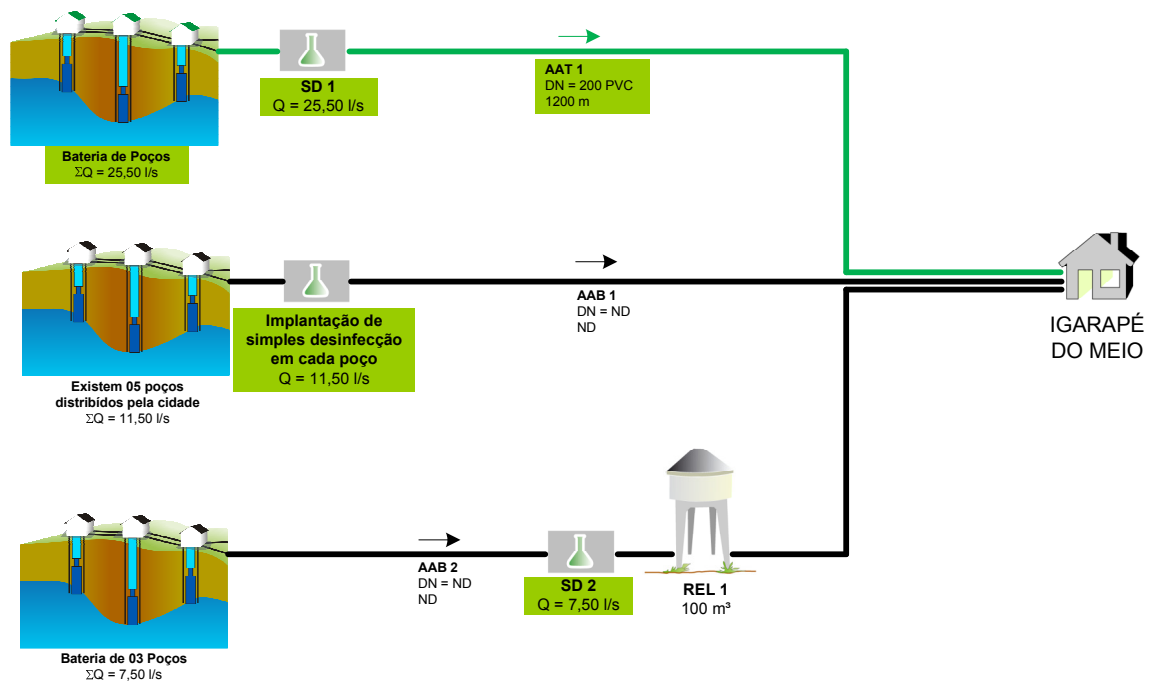 SD 1
Q = 25,50 l/s
AAT 1
DN = 200 PVC
1200 m
Bateria de Poços
ΣQ = 25,50 l/s
Implantação de
simples desinfecção
em cada poço
Q = 11,50 l/s
AAB 1
DN = ND
ND
IGARAPÉ
DO MEIO
Existem 05 poços
distribídos pela cidade
ΣQ = 11,50 l/s
AAB 2
DN = ND
ND
SD 2
Q = 7,50 l/s
REL 1
100 m³
Bateria de 03 Poços
ΣQ = 7,50 l/s